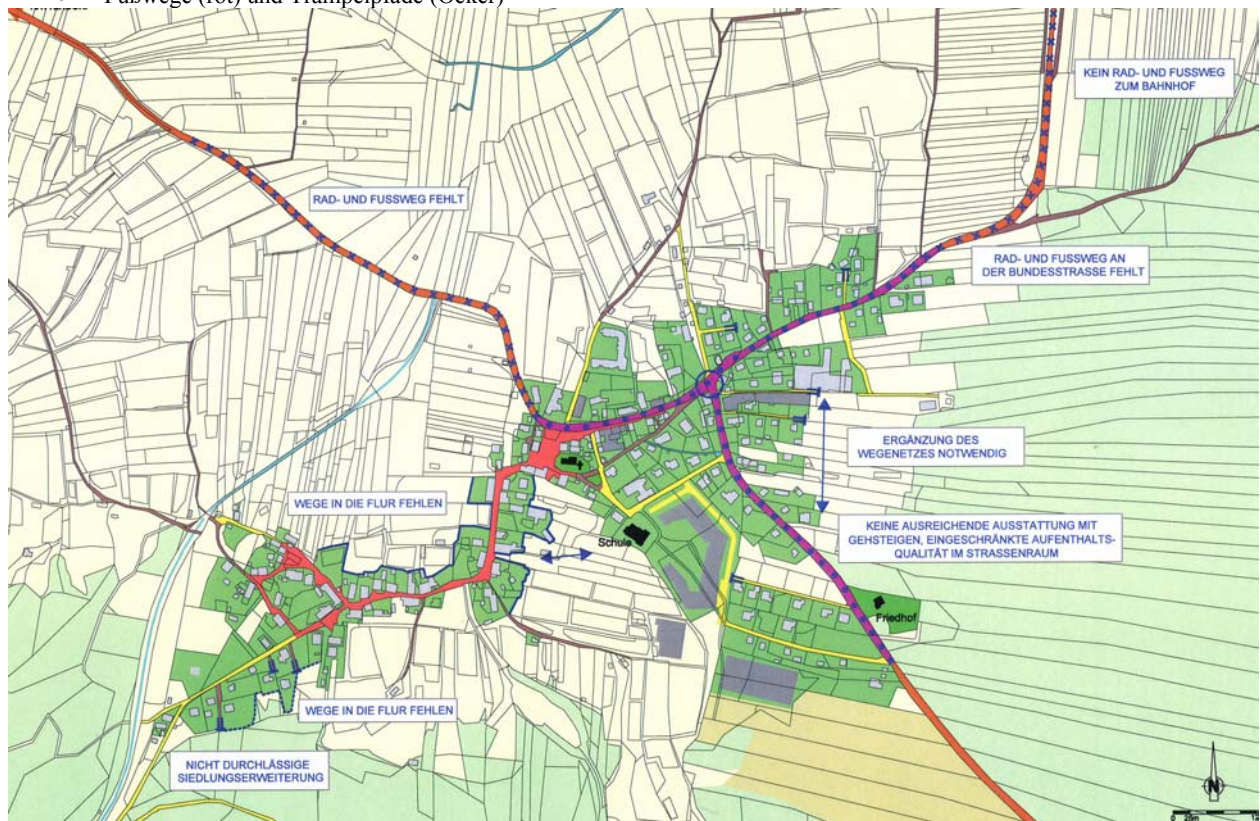 Fußwege (rot) und Trampelpfade (Ocker)
KEIN RAD- UND FUSSWEG
ZUM BAHNHOF
RAD- UND FUSSWEG FEHLT
RAD- UND FUSSWEG AN
DER BUNDESSTRASSE FEHLT
ERGÄNZUNG DES
WEGENETZES NOTWENDIG
WEGE IN DIE FLUR FEHLEN
KEINE AUSREICHENDE AUSSTATTUNG MIT
GEHSTEIGEN, EINGESCHRÄNKTE AUFENTHALTS-
QUALITÄT IM STRASSENRAUM
Schule
Friedhof
WEGE IN DIE FLUR FEHLEN
NICHT DURCHLÄSSIGE
SIEDLUNGSERWEITERUNG
N